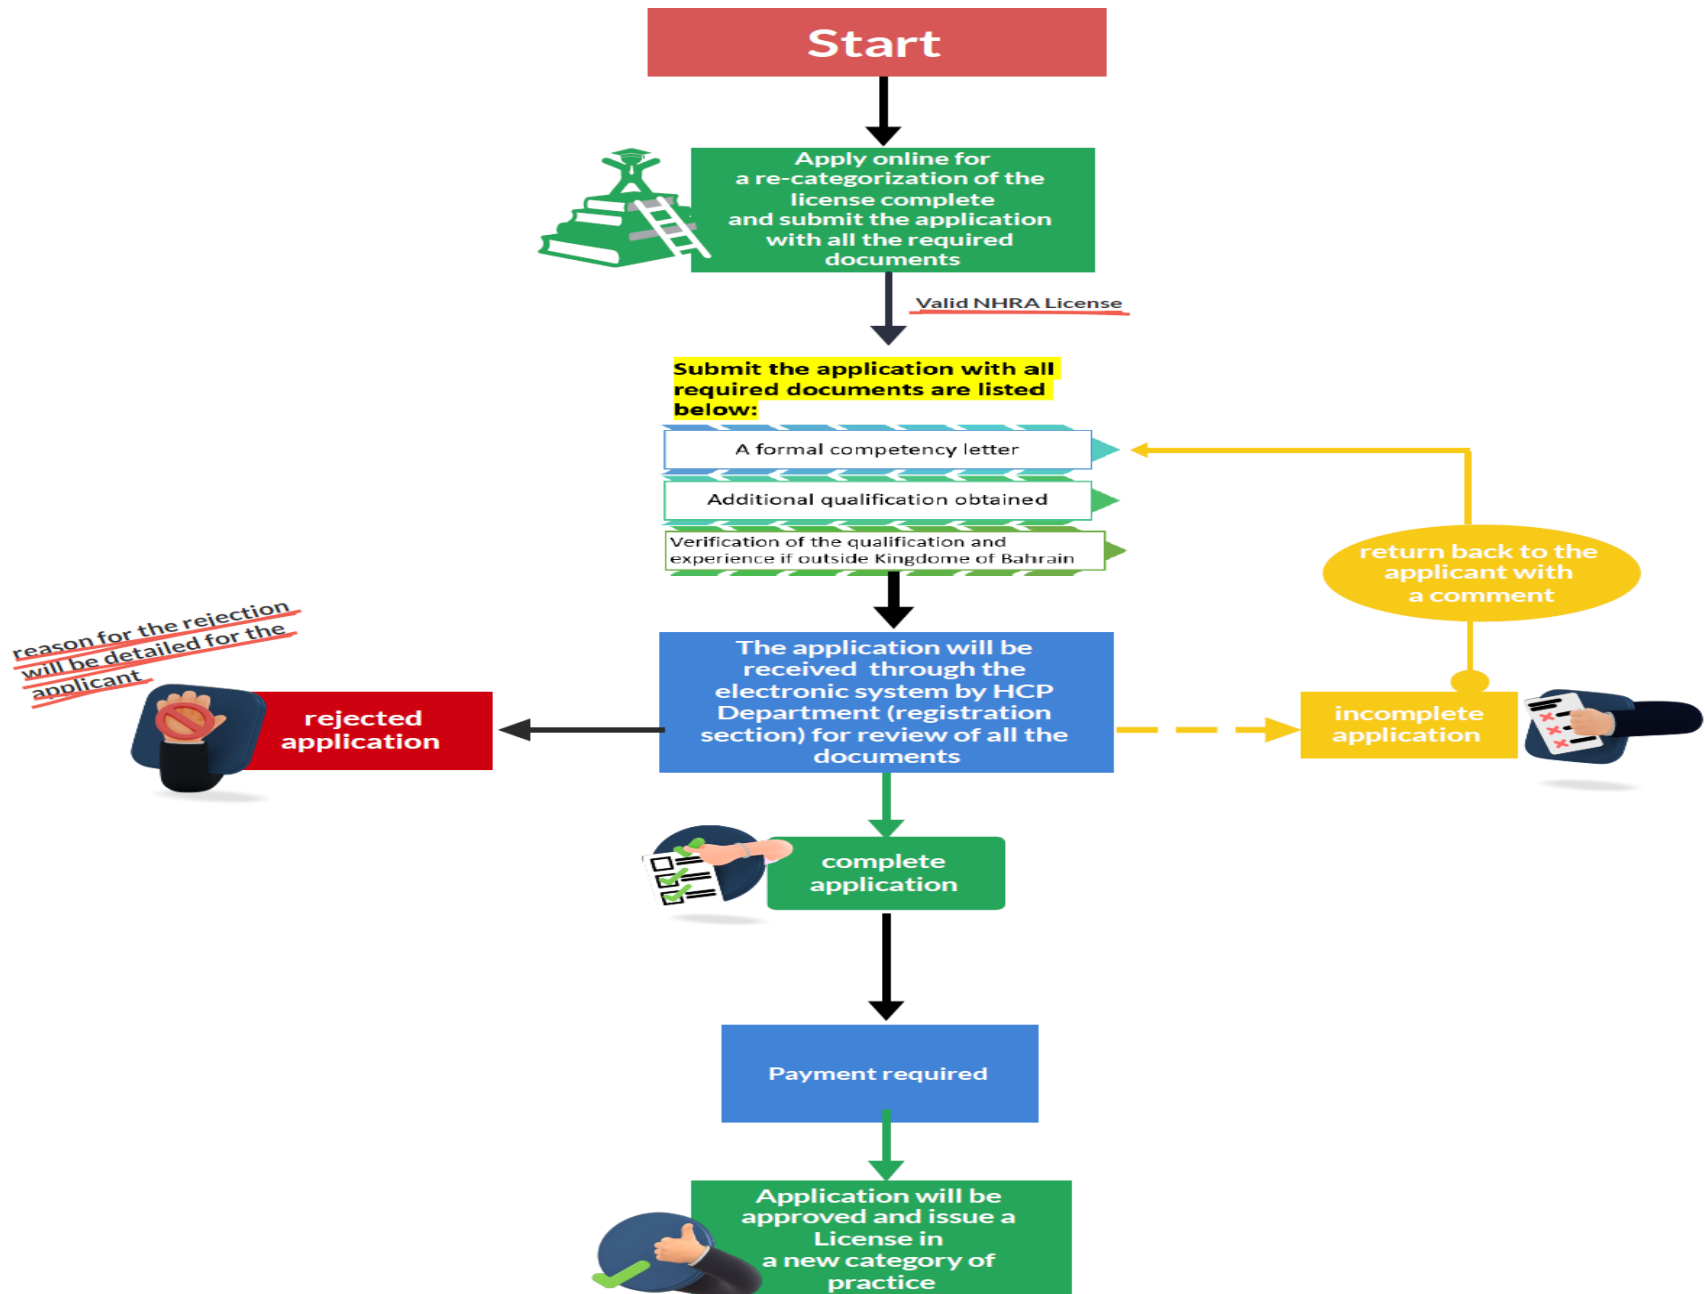 Start
Apply online for
a re-categorization of the
license complete
and submit the application
with all the required
documents
Valid NHRA License
Submit the application with all
required documents are listed
below:
A formal competency letter
Additional qualification obtained
Verification of the qualification and
experience if outside Kingdome of Bahrain
return back to the
applicant with
a comment
reason for the rejection
will be detailed for the
applicant
rejected
application
The application will be
received through the
electronic system by HCP
Department (registration
section) for review of all the
documents
incomplete
application
complete
application
Payment required
Application will be
approved and issue a
License in
a new category of
practice